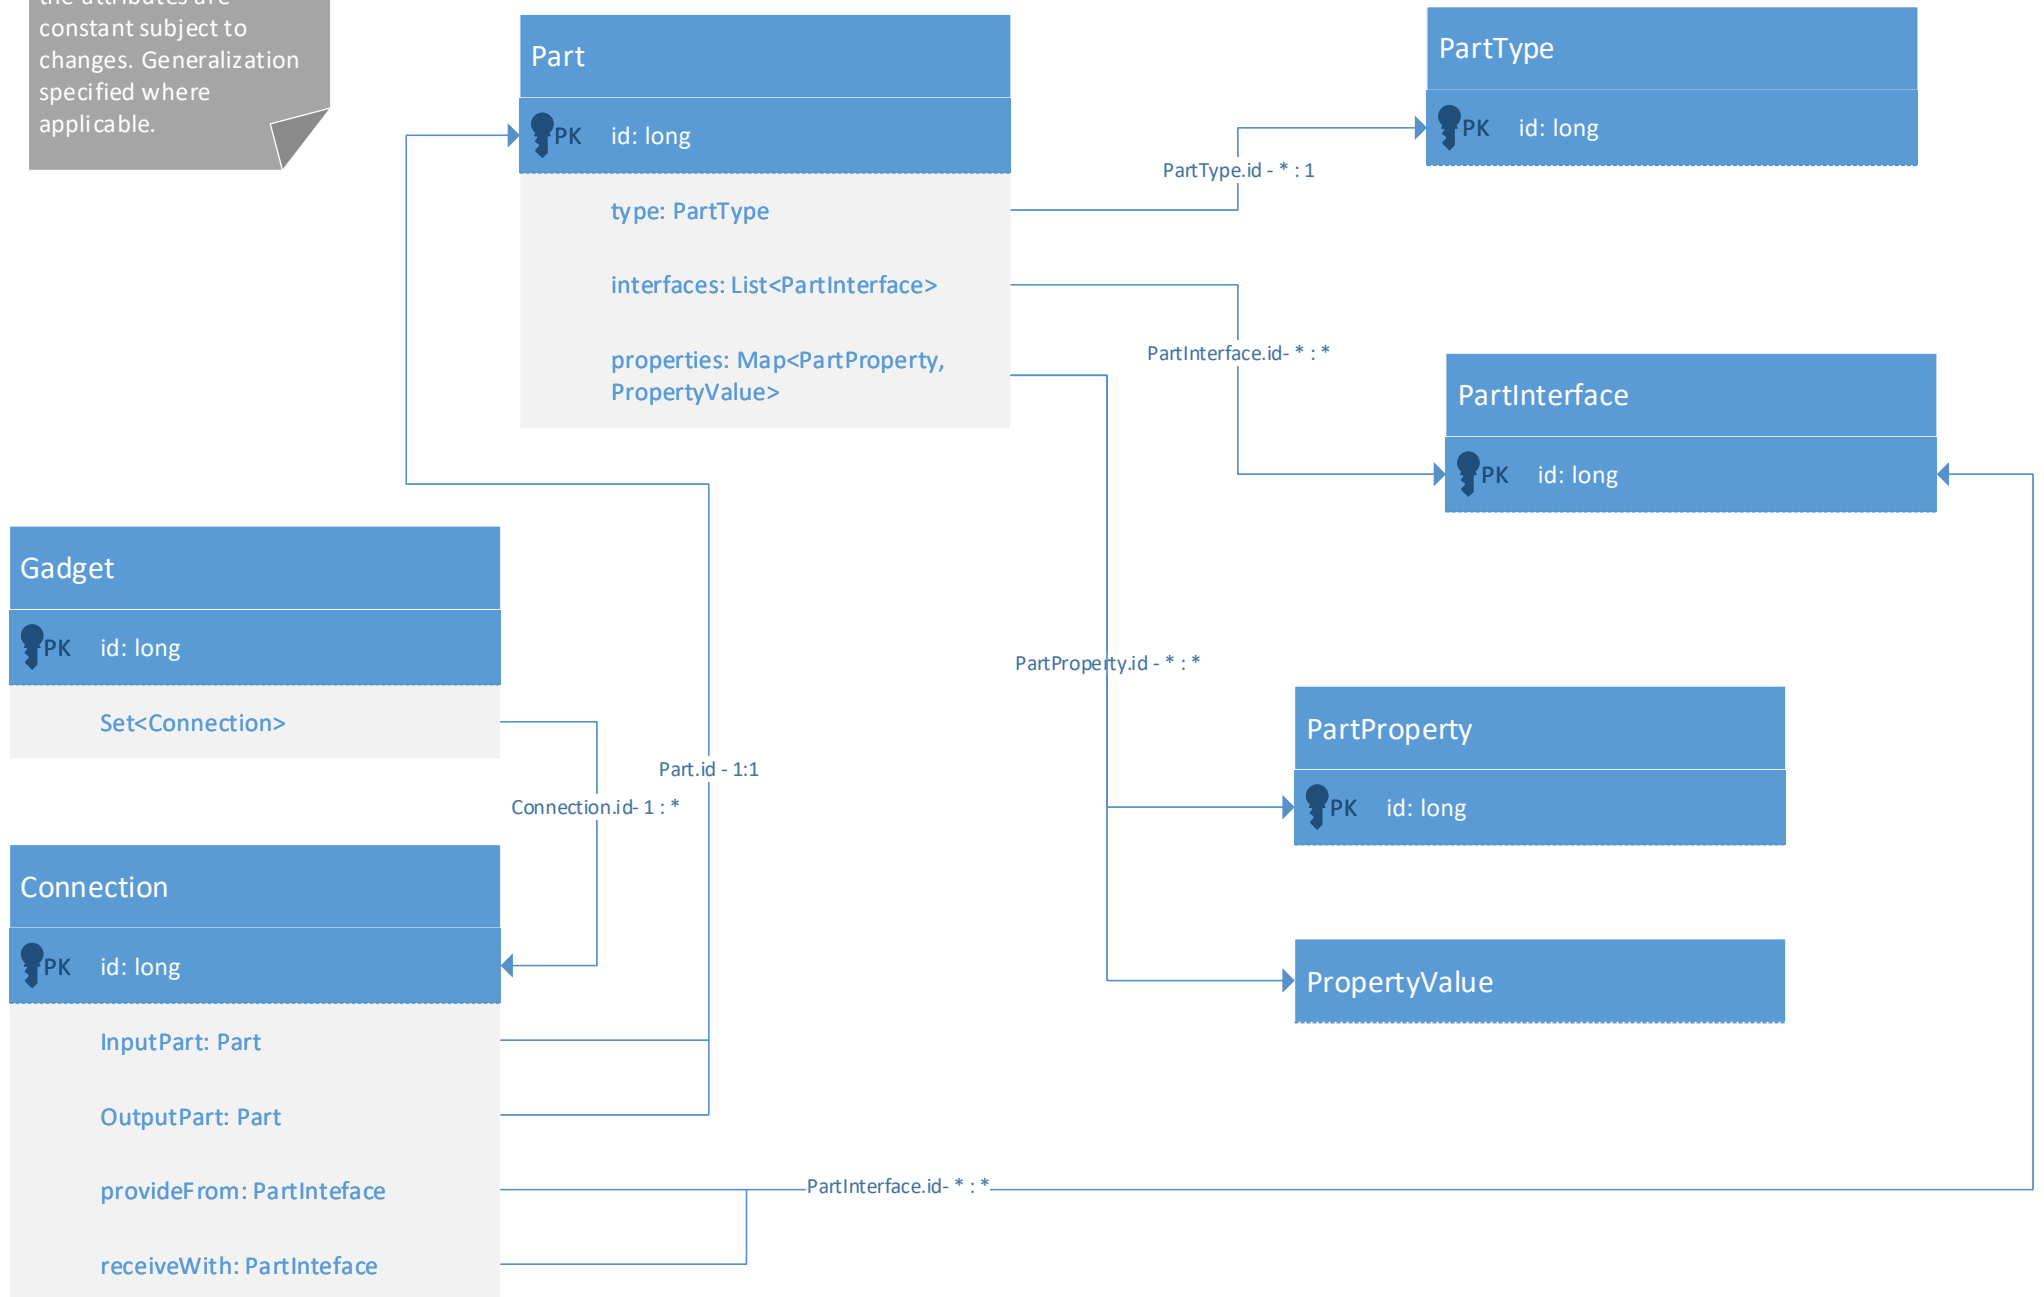 the attributes are
constant subject to
changes. Generalization
specified where
applicable.
Part
PK id: long
type: PartType
interfaces: List<PartInterface>
properties: Map<PartProperty,
PropertyValue>
PartType
PK id: long
PartType.id - * : 1
PartInterface.id- * : *
PartInterface
PK id: long
Gadget
PK id: long
Set<Connection>
PartProperty.id - * : *
PartProperty
PK id: long
Part.id - 1:1
Connection.id- 1 : *
Connection
PK id: long
InputPart: Part
OutputPart: Part
provideFrom: PartInteface
receiveWith: PartInteface
PropertyValue
PartInterface.id- * : *